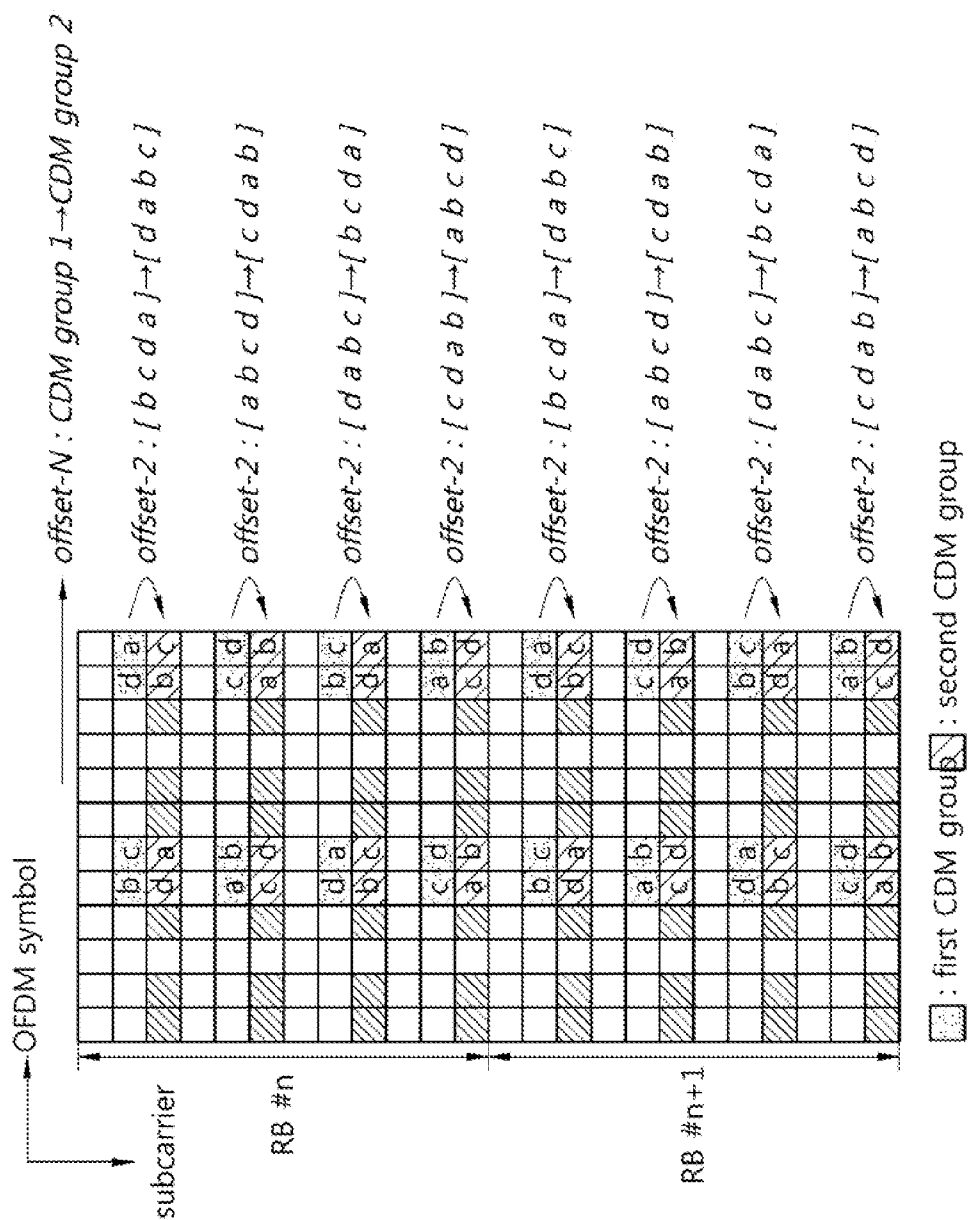 OFDM symbol
offset-N : CDM group 1→CDM group 2
subcarrier
b c d a
d a b c
offset-2 : [ b c d a ]→[ d a b c ]
RB #n
a b c d
c d a b
offset-2 : [ a b c d ]→[ c d a b ]
d a b c
b c d a
offset-2 : [ d a b c ]→[ b c d a ]
c d a b
a b c d
offset-2 : [ c d a b ]→[ a b c d ]
b c d a
d a b c
offset-2 : [ b c d a ]→[ d a b c ]
RB #n+1
a b c d
c d a b
offset-2 : [ a b c d ]→[ c d a b ]
d a b c
b c d a
offset-2 : [ d a b c ]→[ b c d a ]
c d a b
a b c d
offset-2 : [ c d a b ]→[ a b c d ]
: first CDM group : second CDM group